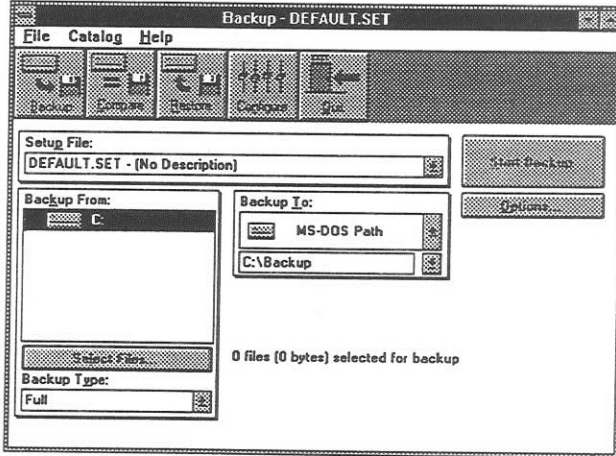 Backup - DEFAULT.SET
File Catalog Help
Backup Compare Restore Configure Quit
Setup File:
DEFAULT.SET - (No Description)
Start Backup
Options...
Backup From:
C:
Backup To:
MS-DOS Path
C:\Backup
Select Files...
0 files (0 bytes) selected for backup
Backup Type:
Full